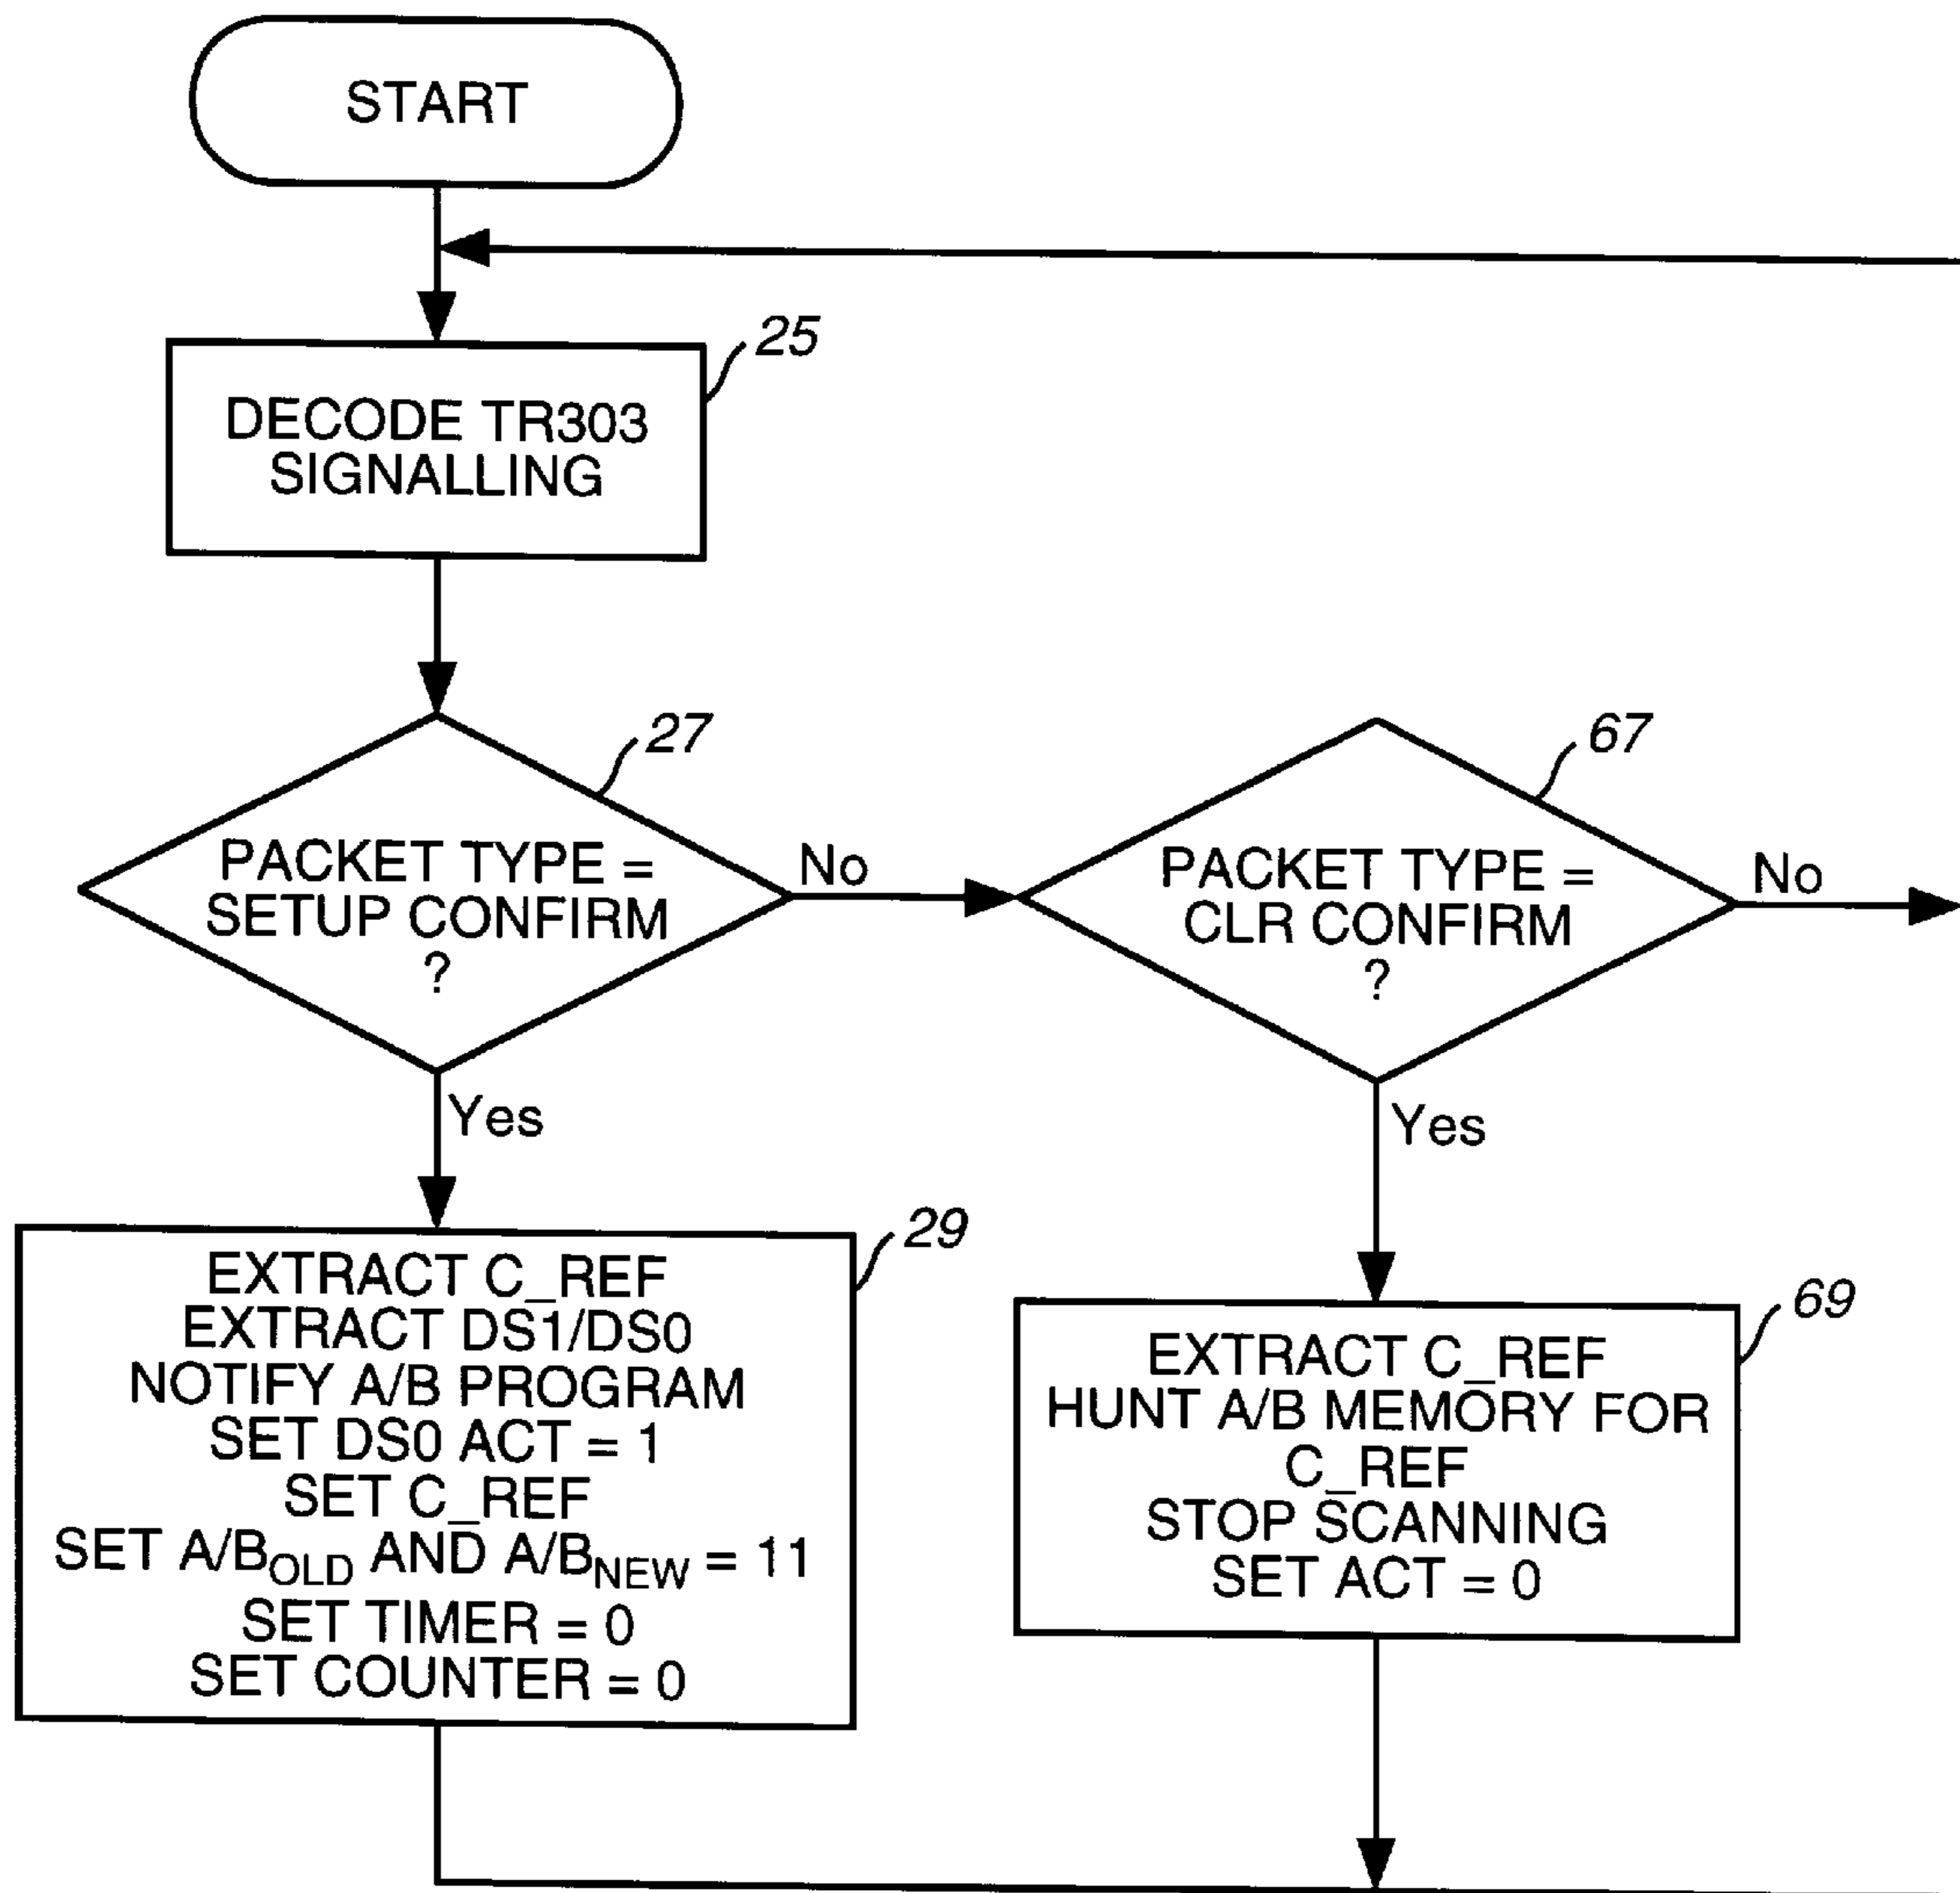 START
25
DECODE TR303
SIGNALLING
27
PACKET TYPE =
SETUP CONFIRM
?
No
67
PACKET TYPE =
CLR CONFIRM
?
No
Yes
Yes
29
EXTRACT C_REF
EXTRACT DS1/DS0
NOTIFY A/B PROGRAM
SET DS0 ACT = 1
SET C_REF
SET A/BOLD AND A/BNEW = 11
SET TIMER = 0
SET COUNTER = 0
69
EXTRACT C_REF
HUNT A/B MEMORY FOR
C_REF
STOP SCANNING
SET ACT = 0